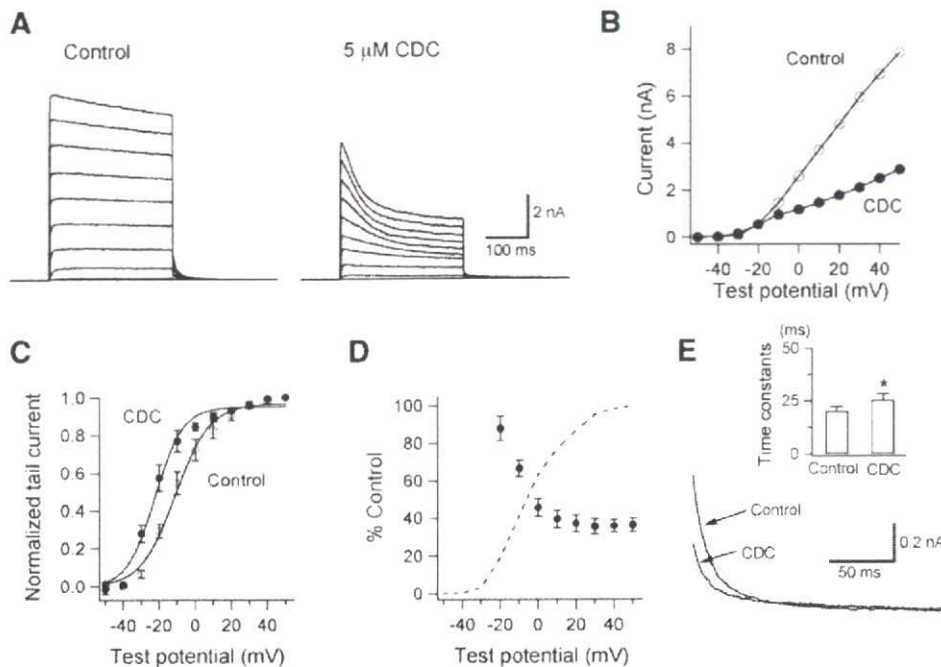 A
Control
5 μM CDC
2 nA
100 ms
B
Current (nA)
8
6
4
2
0
Control
CDC
-40 -20 0 20 40
Test potential (mV)
C
Normalized tail current
1.0
0.8
0.6
0.4
0.2
0.0
CDC
Control
-40 -20 0 20 40
Test potential (mV)
D
% Control
100
80
60
40
20
0
-40 -20 0 20 40
Test potential (mV)
E
(ms)
Time constants
50
25
0
*
Control CDC
Control
CDC
0.2 nA
50 ms